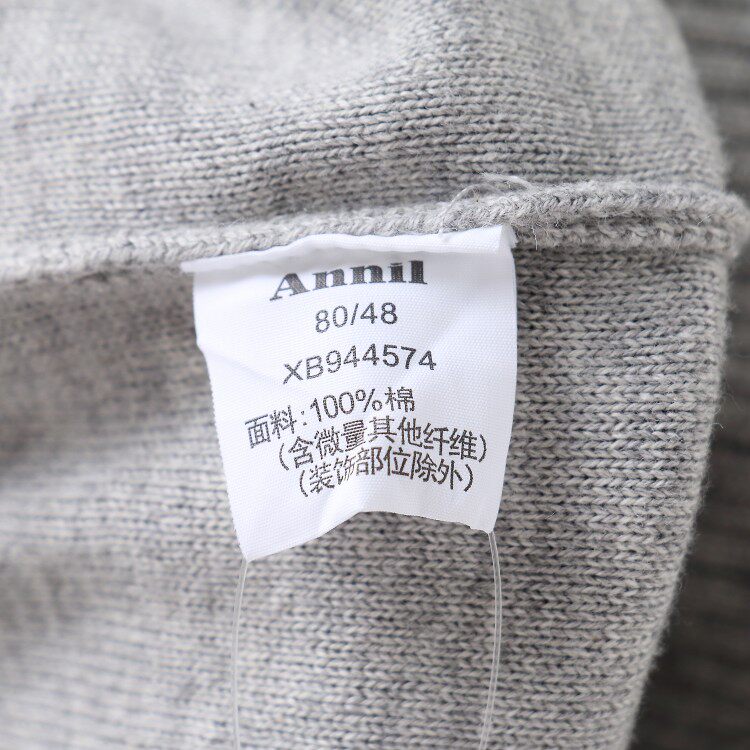 Annil
80/48
XB944574
面料:100%棉
(含微量其他纤维)
(装饰部位除外)